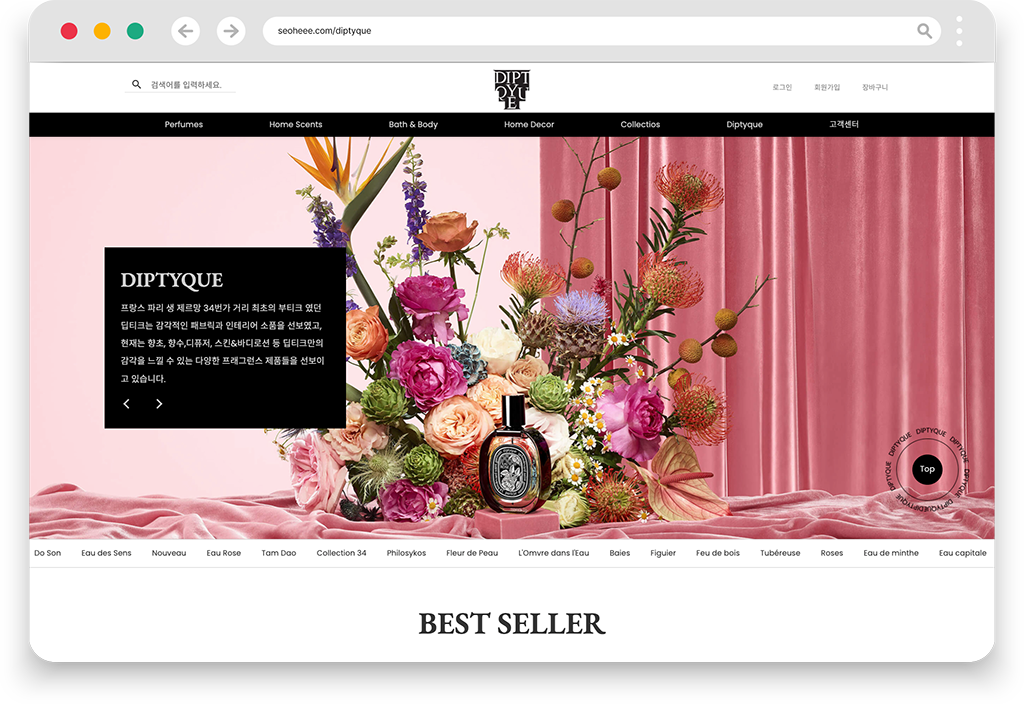 seoheee.com/diptyque
검색어를 입력하세요.
DIPT
QYU
E
로그인 회원가입 장바구니
Perfumes Home Scents Bath & Body Home Decor Collectios Diptyque 고객센터
DIPTYQUE
프랑스 파리 생 제르망 34번가 거리 최초의 부티크 였던
딥티크는 감각적인 패브릭과 인테리어 소품을 선보였고,
현재는 향초, 향수,디퓨저, 스킨&바디로션 등 딥티크만의
감각을 느낄 수 있는 다양한 프래그런스 제품들을 선보이
고 있습니다.
DIPTYQUE DIPTYQUE DIPTYQUE DIPTYQUE DIPTYQUEDIPTYQUE DIPTYQUE
Top
Do Son Eau des Sens Nouveau Eau Rose Tam Dao Collection 34 Philosykos Fleur de Peau L'Omvre dans l'Eau Baies Figuier Feu de bois Tubéreuse Roses Eau de minthe Eau capitale
BEST SELLER